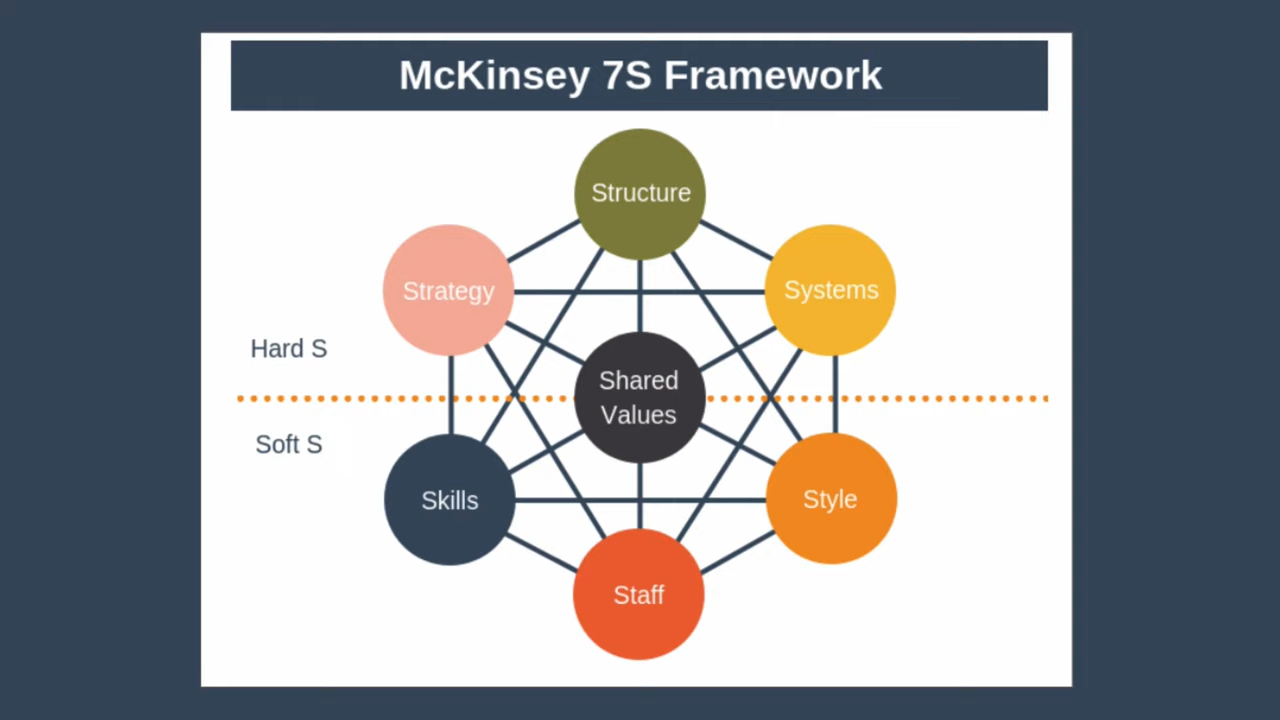 McKinsey 7S Framework
Structure
Strategy
Systems
Hard S
Shared
Values
Soft S
Skills
Style
Staff